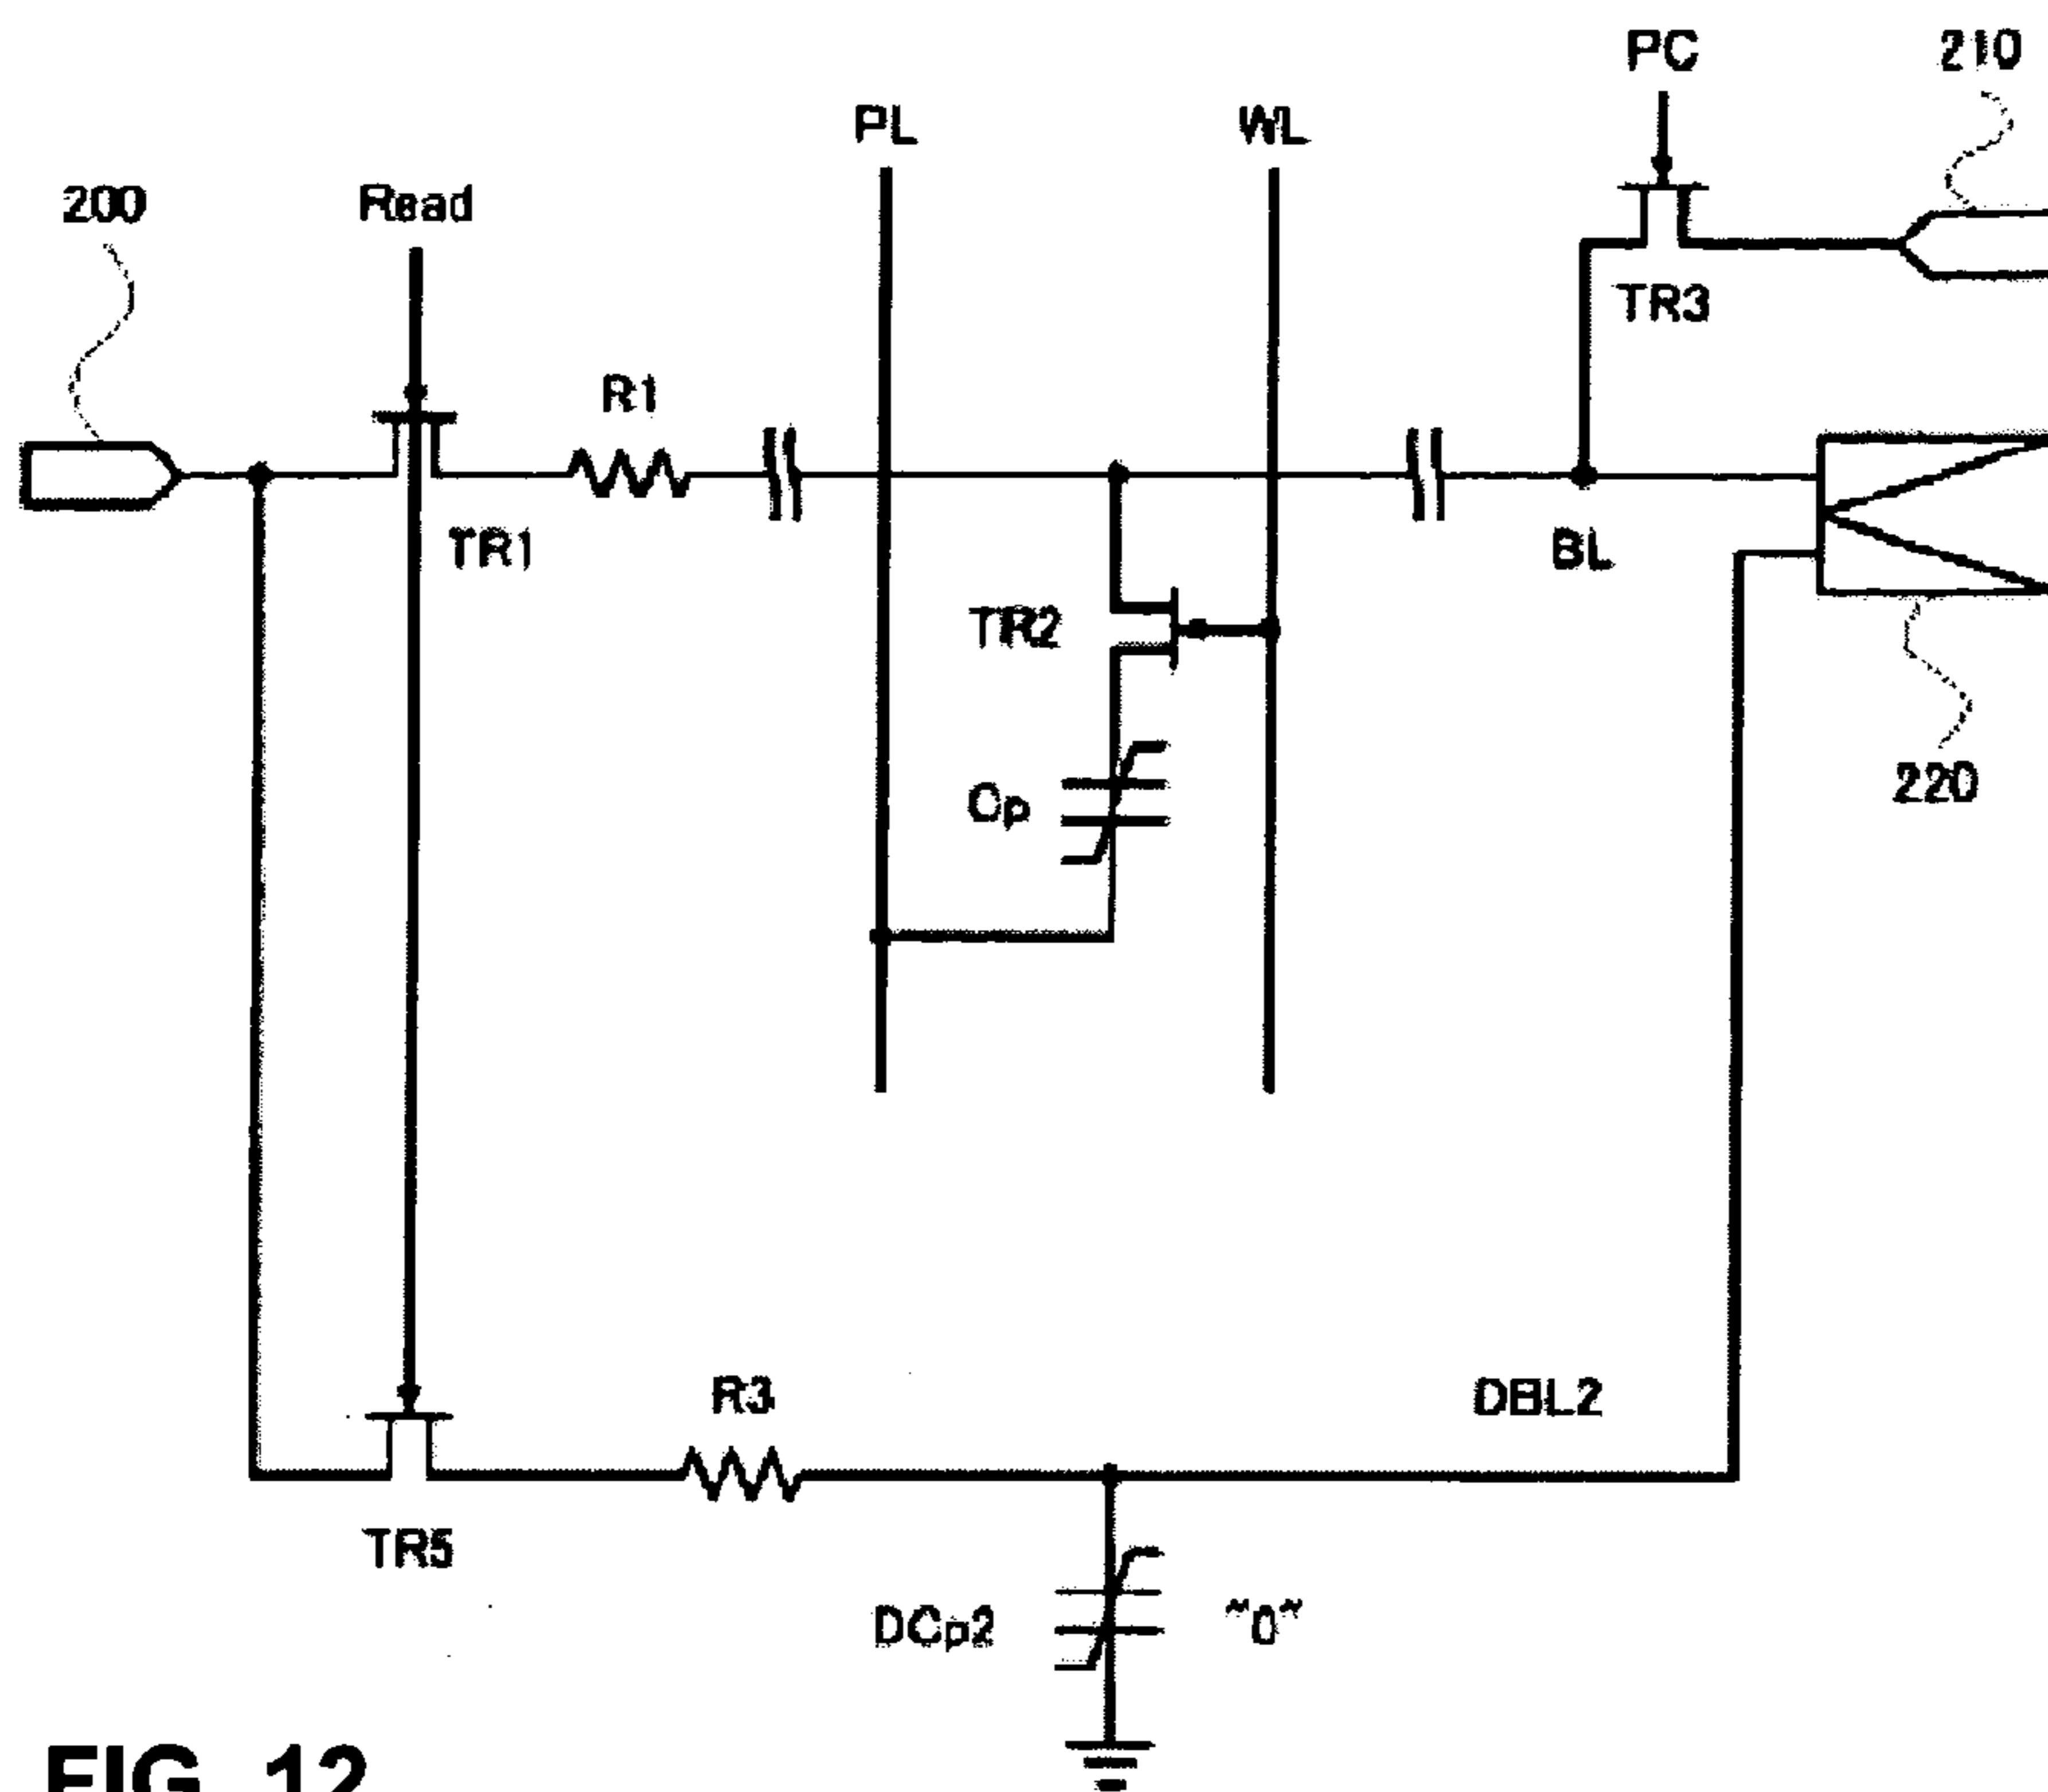 PC
210
PL
WL
200
Read
TR3
R1
TR1
BL
TR2
Cp
220
R3
DBL2
TR5
DCp2
"0"
FIG. 12